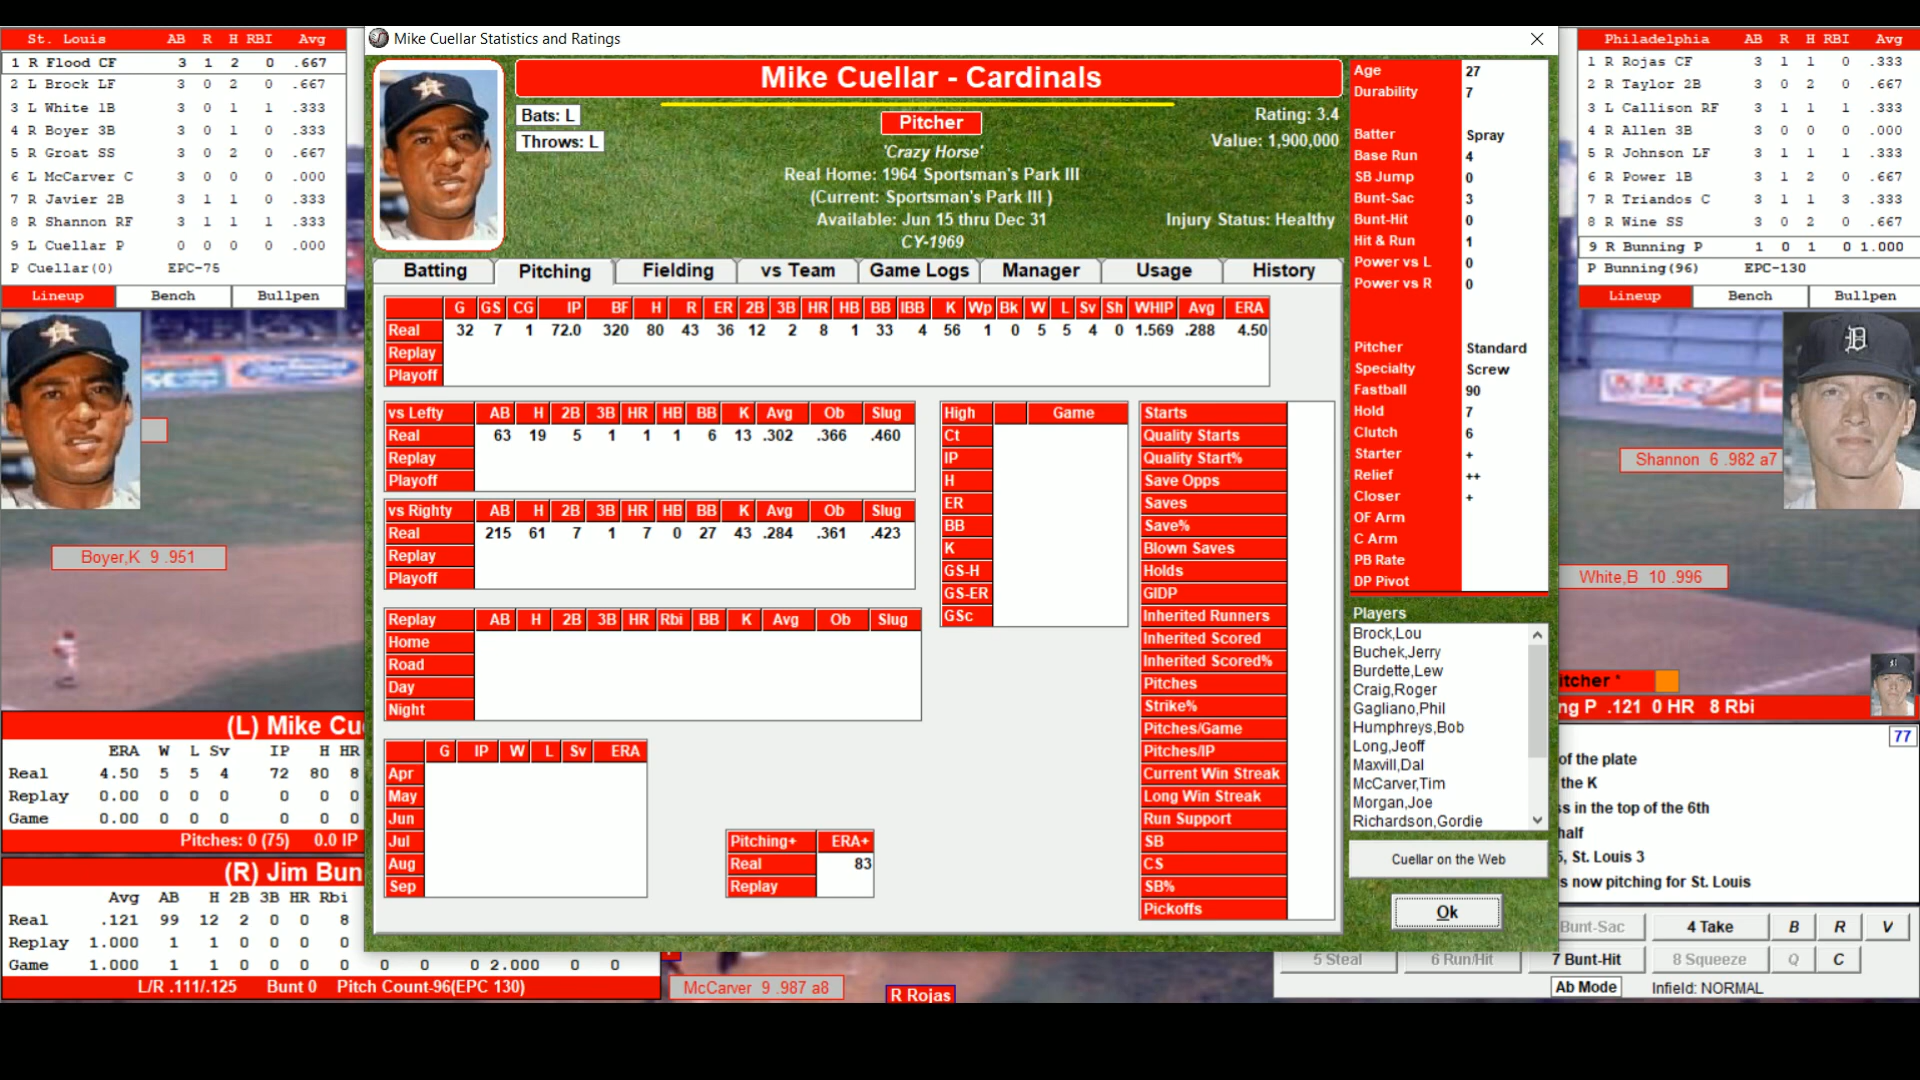 Mike Cuellar Statistics and Ratings
St. Louis AB R H RBI Avg
1 R Flood CF 3 1 2 0 .667
2 L Brock LF 3 0 2 0 .667
3 L White 1B 3 0 1 1 .333
4 R Boyer 3B 3 0 1 0 .333
5 R Groat SS 3 0 2 0 .667
6 L McCarver C 3 0 0 0 .000
7 R Javier 2B 3 1 1 0 .333
8 R Shannon RF 3 1 1 1 .333
9 L Cuellar P 0 0 0 0 .000
P Cuellar(0) EPC-75
Lineup Bench Bullpen
Mike Cuellar - Cardinals
Bats: L
Throws: L
Pitcher
'Crazy Horse'
Real Home: 1964 Sportsman's Park III
(Current: Sportsman's Park III )
Available: Jun 15 thru Dec 31
CY-1969
Rating: 3.4
Value: 1,900,000
Injury Status: Healthy
Batting Pitching Fielding vs Team Game Logs Manager Usage History
G GS CG IP BF H R ER 2B 3B HR HB BB IBB K Wp Bk W L Sv Sh WHIP Avg ERA
Real 32 7 1 72.0 320 80 43 36 12 2 8 1 33 4 56 1 0 5 5 4 0 1.569 .288 4.50
Replay
Playoff
vs Lefty AB H 2B 3B HR HB BB K Avg Ob Slug
Real 63 19 5 1 1 1 6 13 .302 .366 .460
Replay
Playoff
vs Righty AB H 2B 3B HR HB BB K Avg Ob Slug
Real 215 61 7 1 7 0 27 43 .284 .361 .423
Replay
Playoff
Replay AB H 2B 3B HR Rbi BB K Avg Ob Slug
Home
Road
Day
Night
G IP W L Sv ERA
Apr
May
Jun
Jul
Aug
Sep
Pitching+ ERA+
Real 83
Replay
High Game
Ct
IP
H
ER
BB
K
GS-H
GS-ER
GSc
Starts
Quality Starts
Quality Start%
Save Opps
Saves
Save%
Blown Saves
Holds
GIDP
Inherited Runners
Inherited Scored
Inherited Scored%
Pitches
Strike%
Pitches/Game
Pitches/IP
Current Win Streak
Long Win Streak
Run Support
SB
CS
SB%
Pickoffs
Age 27
Durability 7
Batter Spray
Base Run 4
SB Jump 0
Bunt-Sac 3
Bunt-Hit 0
Hit & Run 1
Power vs L 0
Power vs R 0
Pitcher Standard
Specialty Screw
Fastball 90
Hold 7
Clutch 6
Starter +
Relief ++
Closer +
OF Arm
C Arm
PB Rate
DP Pivot
Players
Brock,Lou
Buchek,Jerry
Burdette,Lew
Craig,Roger
Gagliano,Phil
Humphreys,Bob
Long,Jeoff
Maxvill,Dal
McCarver,Tim
Morgan,Joe
Richardson,Gordie
Cuellar on the Web
Ok
Philadelphia AB R H RBI Avg
1 R Rojas CF 3 1 1 0 .333
2 R Taylor 2B 3 0 2 0 .667
3 L Callison RF 3 1 1 1 .333
4 R Allen 3B 3 0 0 0 .000
5 R Johnson LF 3 1 1 1 .333
6 R Power 1B 3 1 2 0 .667
7 R Triandos C 3 1 1 3 .333
8 R Wine SS 3 0 2 0 .667
9 R Bunning P 1 0 1 0 1.000
P Bunning(96) EPC-130
Lineup Bench Bullpen
Boyer,K 9 .951
Shannon 6 .982 a7
White,B 10 .996
McCarver 9 .987 a8
R Rojas
(L) Mike Cu
ERA W L Sv IP H HR
Real 4.50 5 5 4 72 80 8
Replay 0.00 0 0 0 0 0 0
Game 0.00 0 0 0 0 0 0
Pitches: 0 (75) 0.0 IP
(R) Jim Bun
Avg AB H 2B 3B HR Rbi
Real .121 99 12 2 0 0 8
Replay 1.000 1 1 0 0 0 0
Game 1.000 1 1 0 0 0 0 0 0 0 2.000 0 0
L/R .111/.125 Bunt 0 Pitch Count-96(EPC 130)
itcher *
ng P .121 0 HR 8 Rbi
77
of the plate
the K
ss in the top of the 6th
half
5, St. Louis 3
s now pitching for St. Louis
Bunt-Sac 4 Take B R V
5 Steal 6 Run/Hit 7 Bunt-Hit 8 Squeeze Q C
Ab Mode Infield: NORMAL